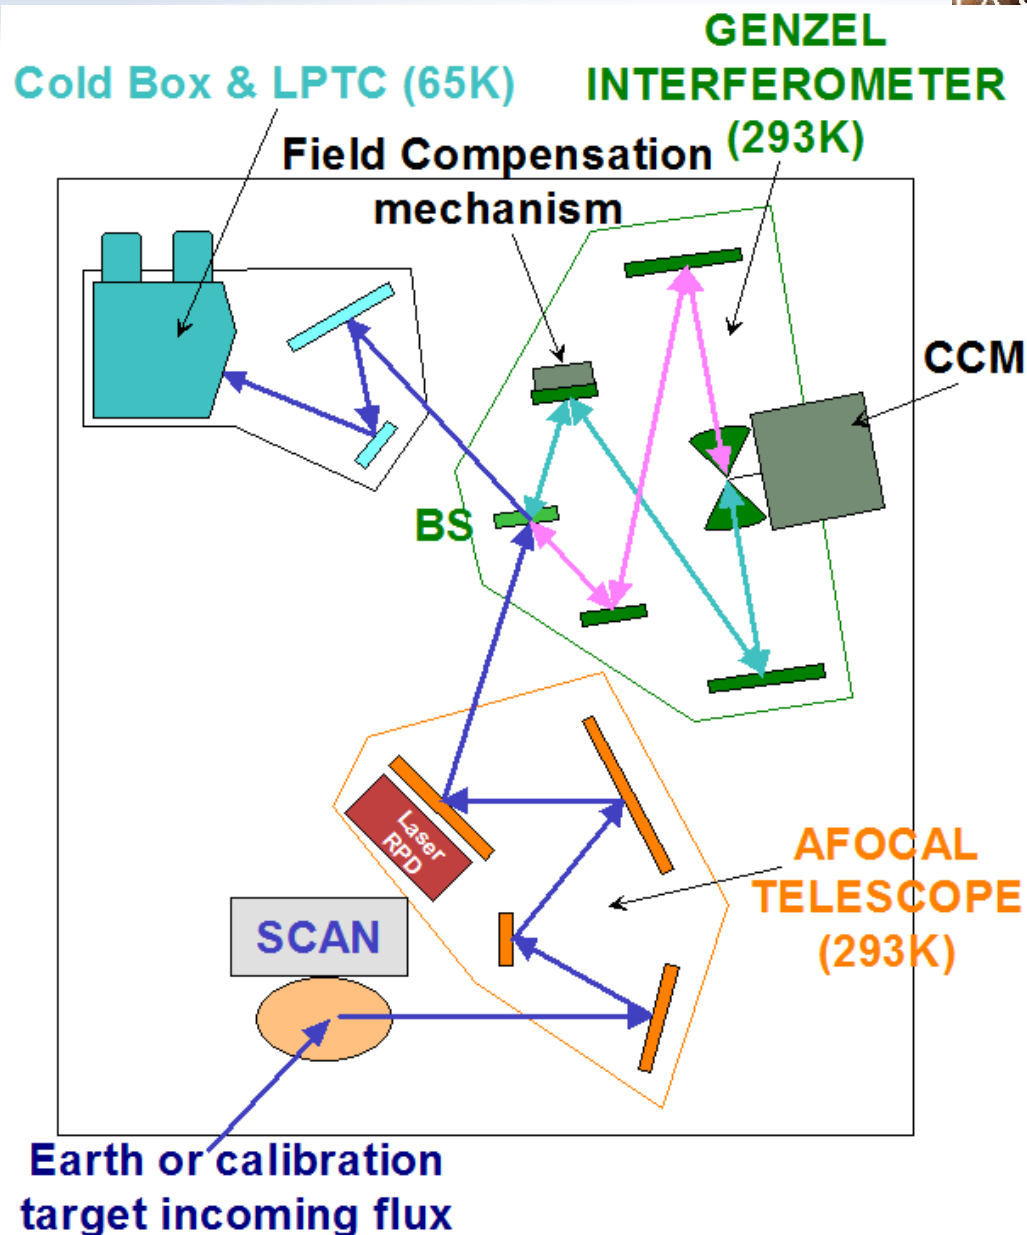 GENZEL
INTERFEROMETER
(293K)
Cold Box & LPTC (65K)
Field Compensation
mechanism
CCM
BS
Laser
RPD
AFOCAL
TELESCOPE
(293K)
SCAN
Earth or calibration
target incoming flux